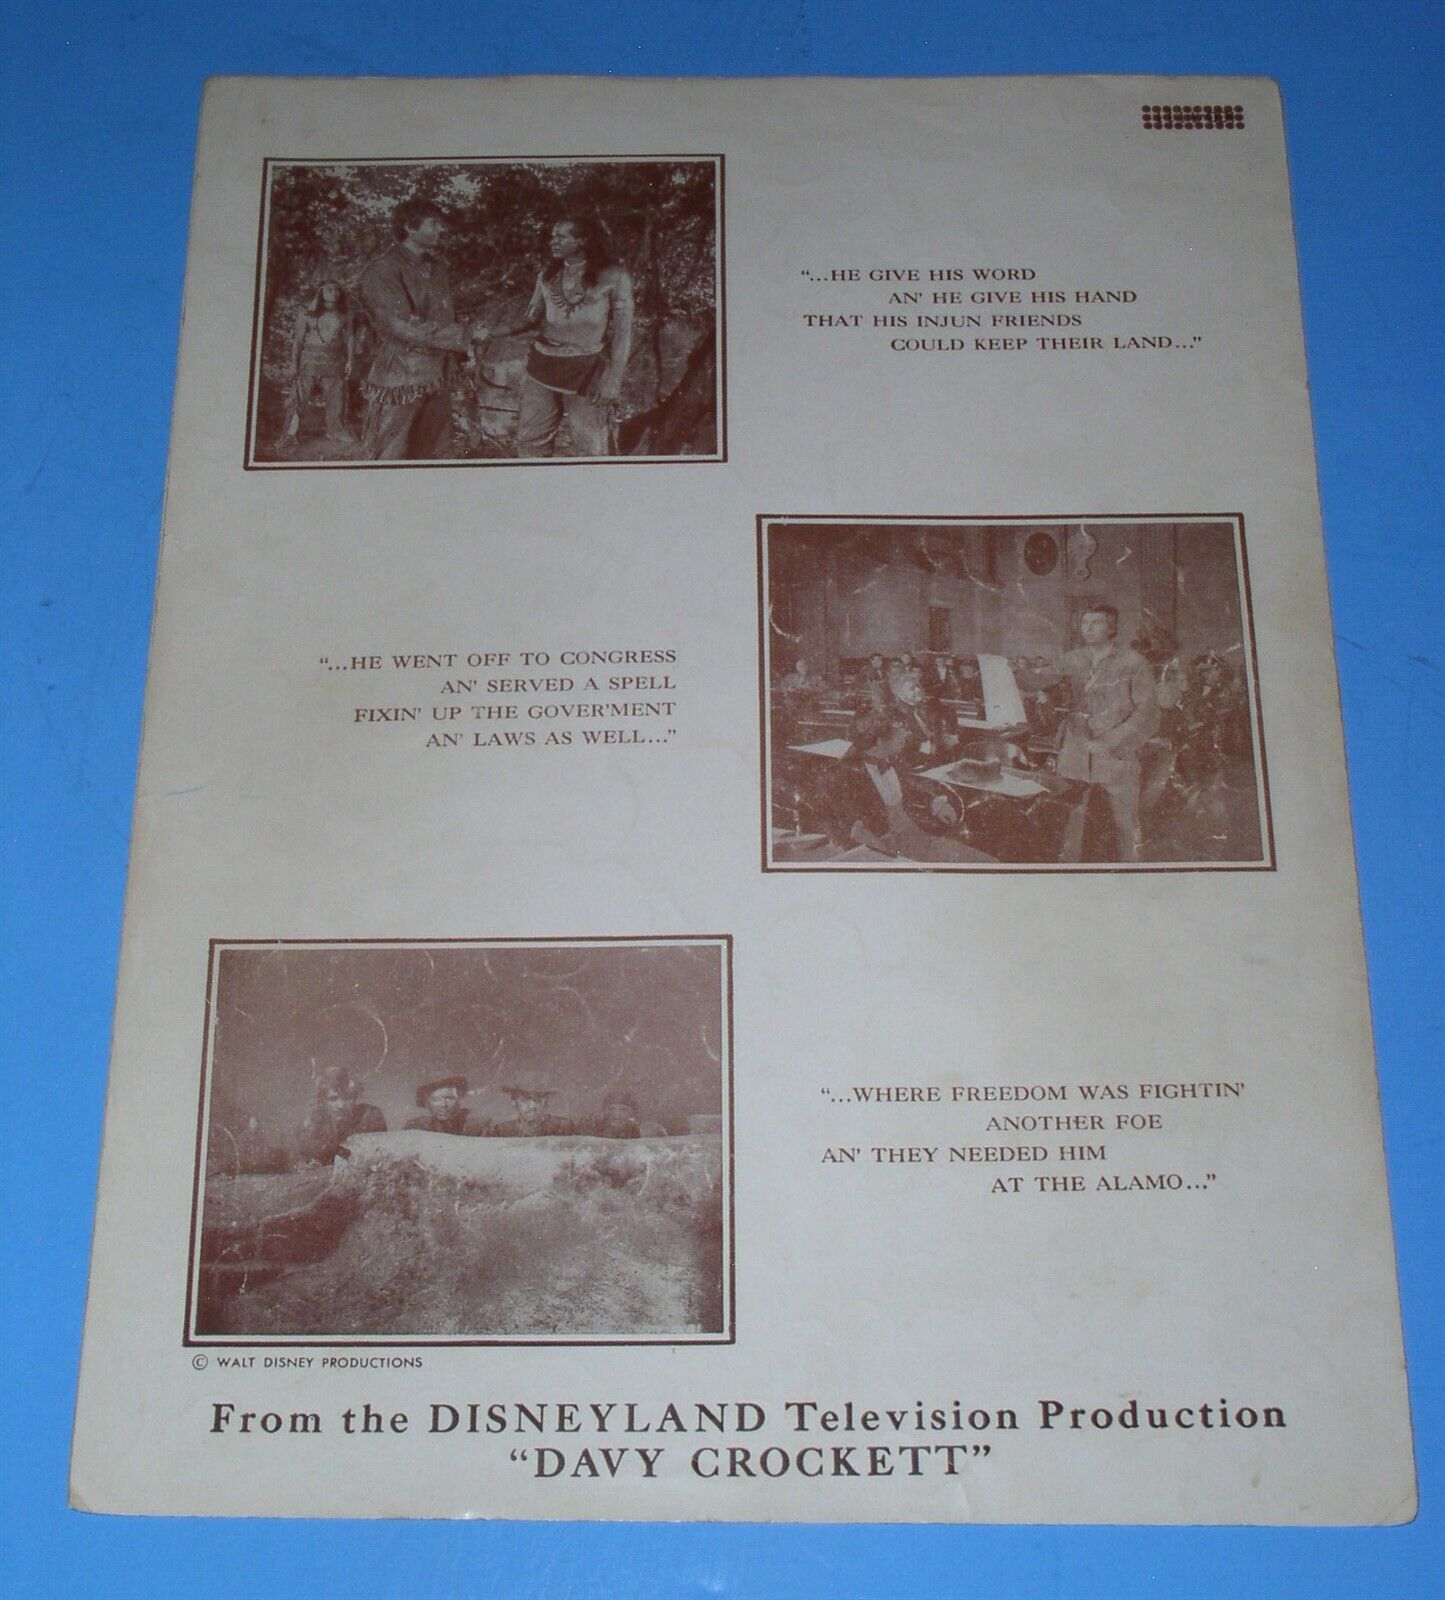 “...HE GIVE HIS WORD
AN' HE GIVE HIS HAND
THAT HIS INJUN FRIENDS
COULD KEEP THEIR LAND...”
“...HE WENT OFF TO CONGRESS
AN' SERVED A SPELL
FIXIN' UP THE GOVER'MENT
AN' LAWS AS WELL...”
“...WHERE FREEDOM WAS FIGHTIN'
ANOTHER FOE
AN' THEY NEEDED HIM
AT THE ALAMO...”
© WALT DISNEY PRODUCTIONS
From the DISNEYLAND Television Production
“DAVY CROCKETT”